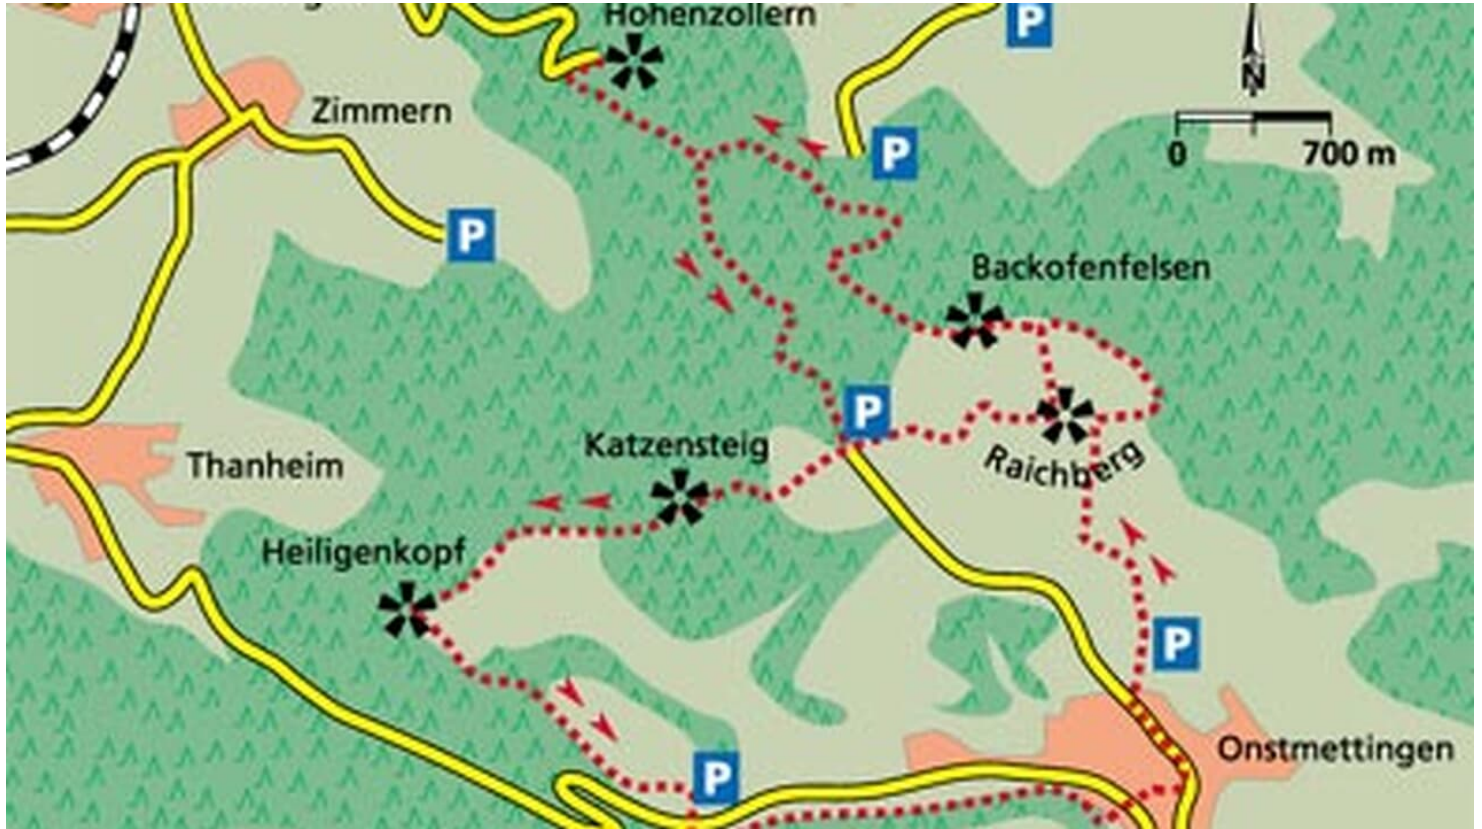 Hohenzollern
P
N
Zimmern
0 700 m
P
P
Backofenfelsen
P
Katzensteig
Raichberg
Thanheim
Heiligenkopf
P
Onstmettingen
P